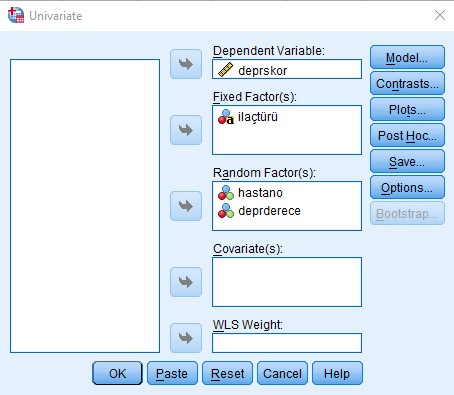 Univariate
Dependent Variable:
deprskor
Fixed Factor(s):
a ilaçtürü
Random Factor(s):
hastano
deprderece
Covariate(s):
WLS Weight:
Model...
Contrasts...
Plots...
Post Hoc...
Save...
Options...
Bootstrap...
OK Paste Reset Cancel Help